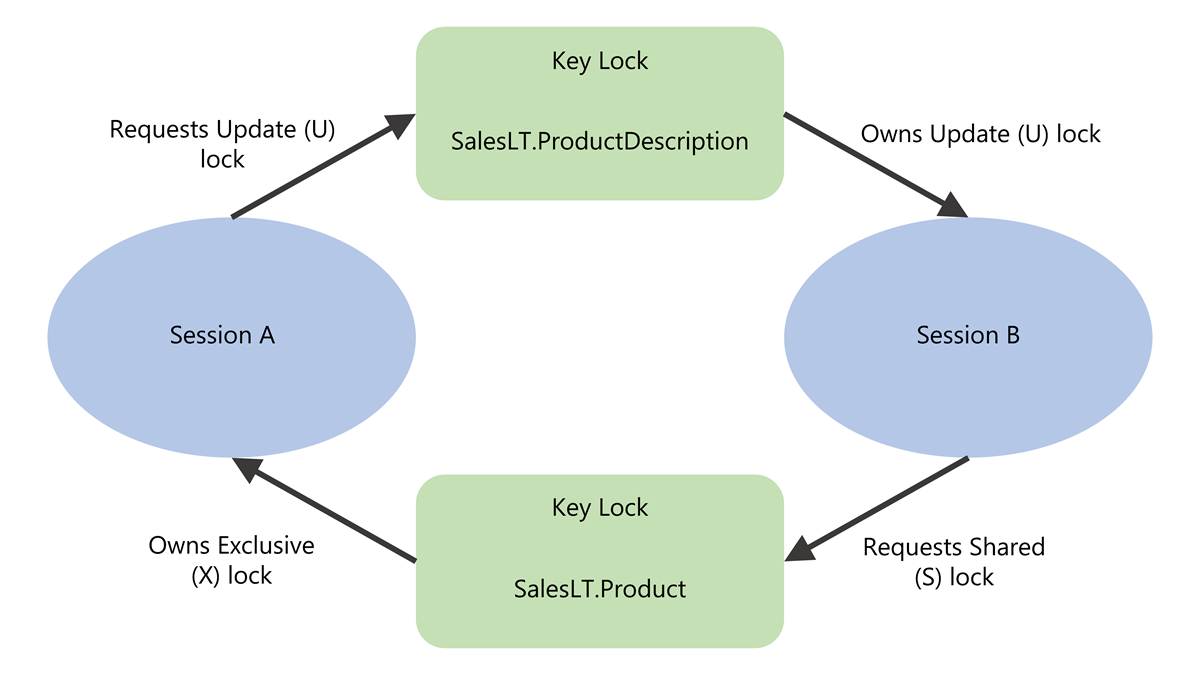 Key Lock
SalesLT.ProductDescription
Requests Update (U)
lock
Owns Update (U) lock
Session A
Session B
Key Lock
SalesLT.Product
Owns Exclusive
(X) lock
Requests Shared
(S) lock